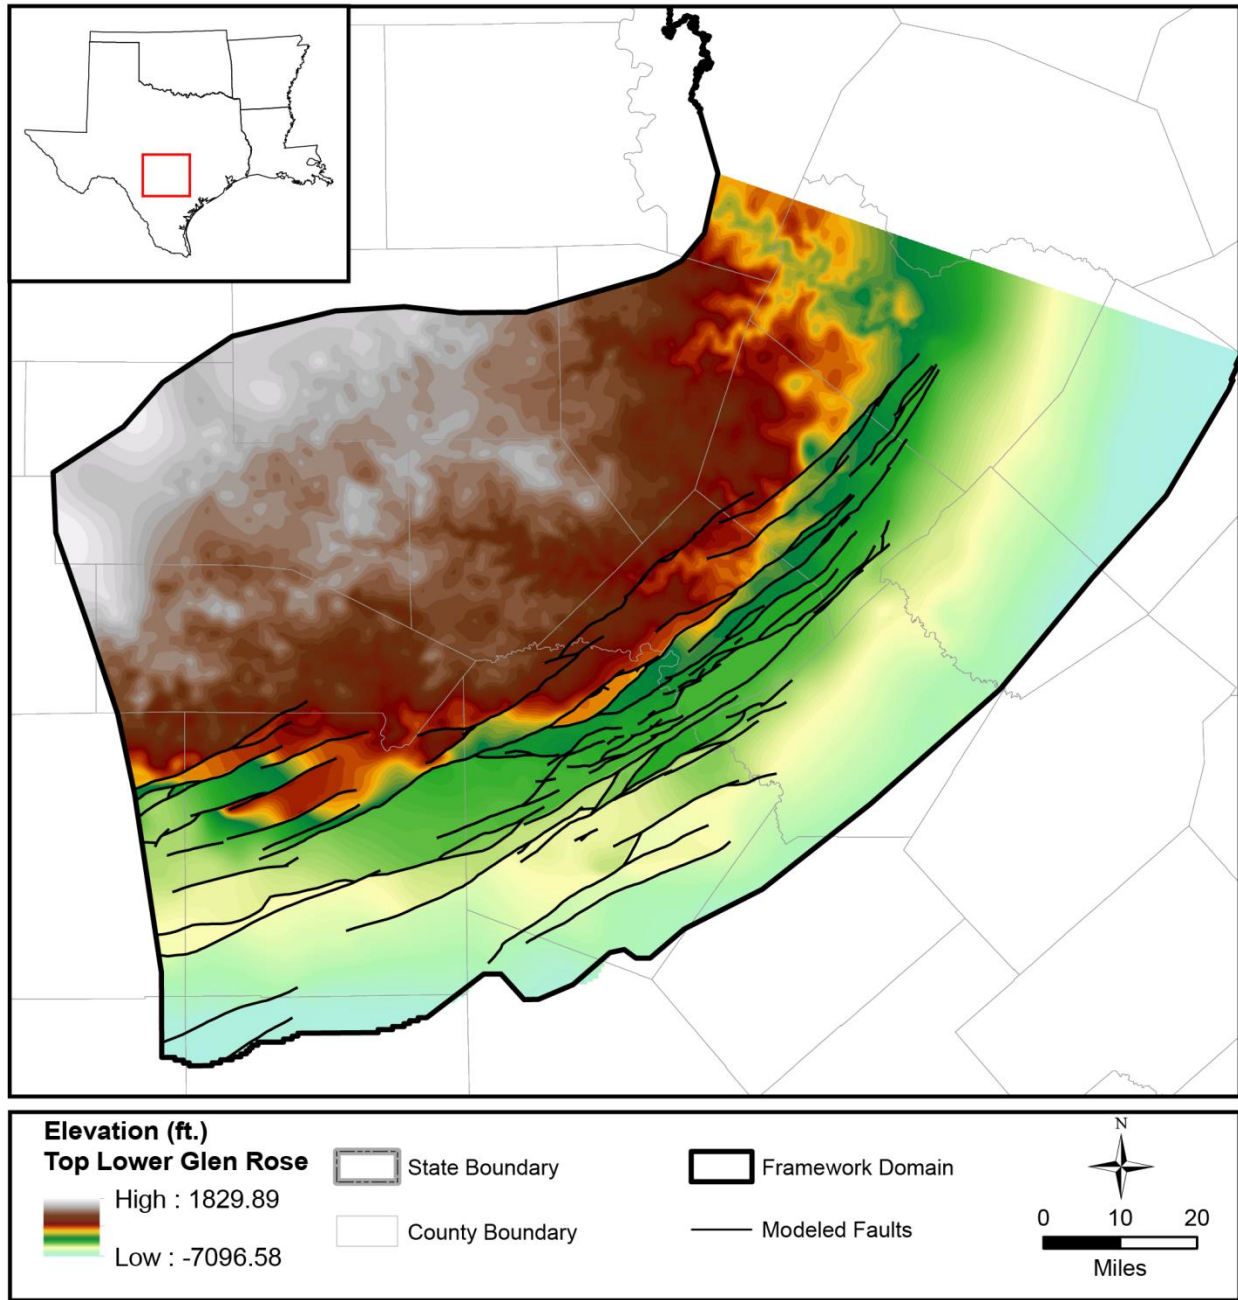 Elevation (ft.)
Top Lower Glen Rose
High : 1829.89
Low : -7096.58
State Boundary
County Boundary
Framework Domain
Modeled Faults
N
0 10 20
Miles